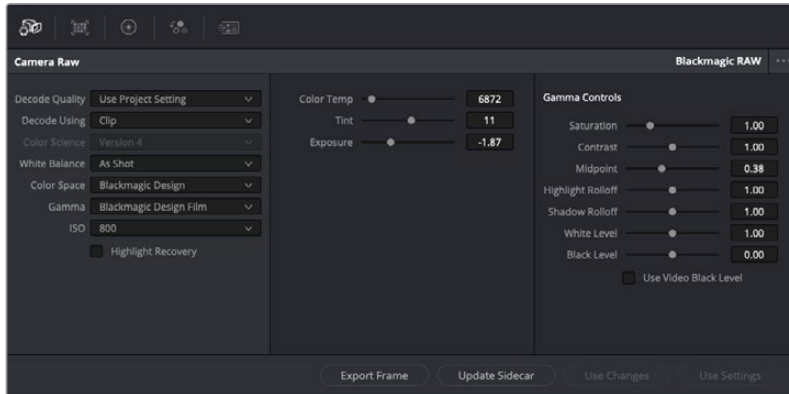 Camera Raw
Blackmagic RAW
Decode Quality Use Project Setting
Decode Using Clip
Color Science Version 4
White Balance As Shot
Color Space Blackmagic Design
Gamma Blackmagic Design Film
ISO 800
Highlight Recovery
Color Temp 6872
Tint 11
Exposure -1.87
Gamma Controls
Saturation 1.00
Contrast 1.00
Midpoint 0.38
Highlight Rolloff 1.00
Shadow Rolloff 1.00
White Level 1.00
Black Level 0.00
Use Video Black Level
Export Frame
Update Sidecar
Use Changes
Use Settings